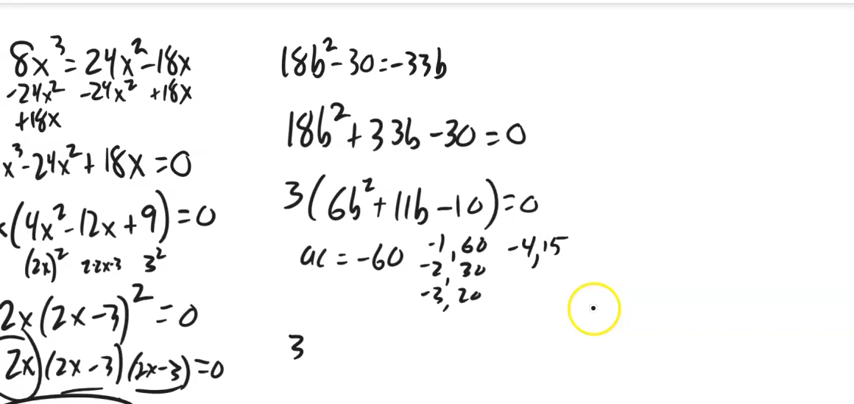 8x³ = 24x² - 18x
-24x² -24x² +18x
+18x
x³ - 24x² + 18x = 0
(4x² - 12x + 9) = 0
(2x)² 2·2x·3 3²
2x(2x - 3)² = 0
2x)(2x - 3)(2x - 3) = 0
18b² - 30 = -33b
18b² + 33b - 30 = 0
3(6b² + 11b - 10) = 0
ac = -60 -1, 60 -4, 15
-2, 30
-3, 20
3